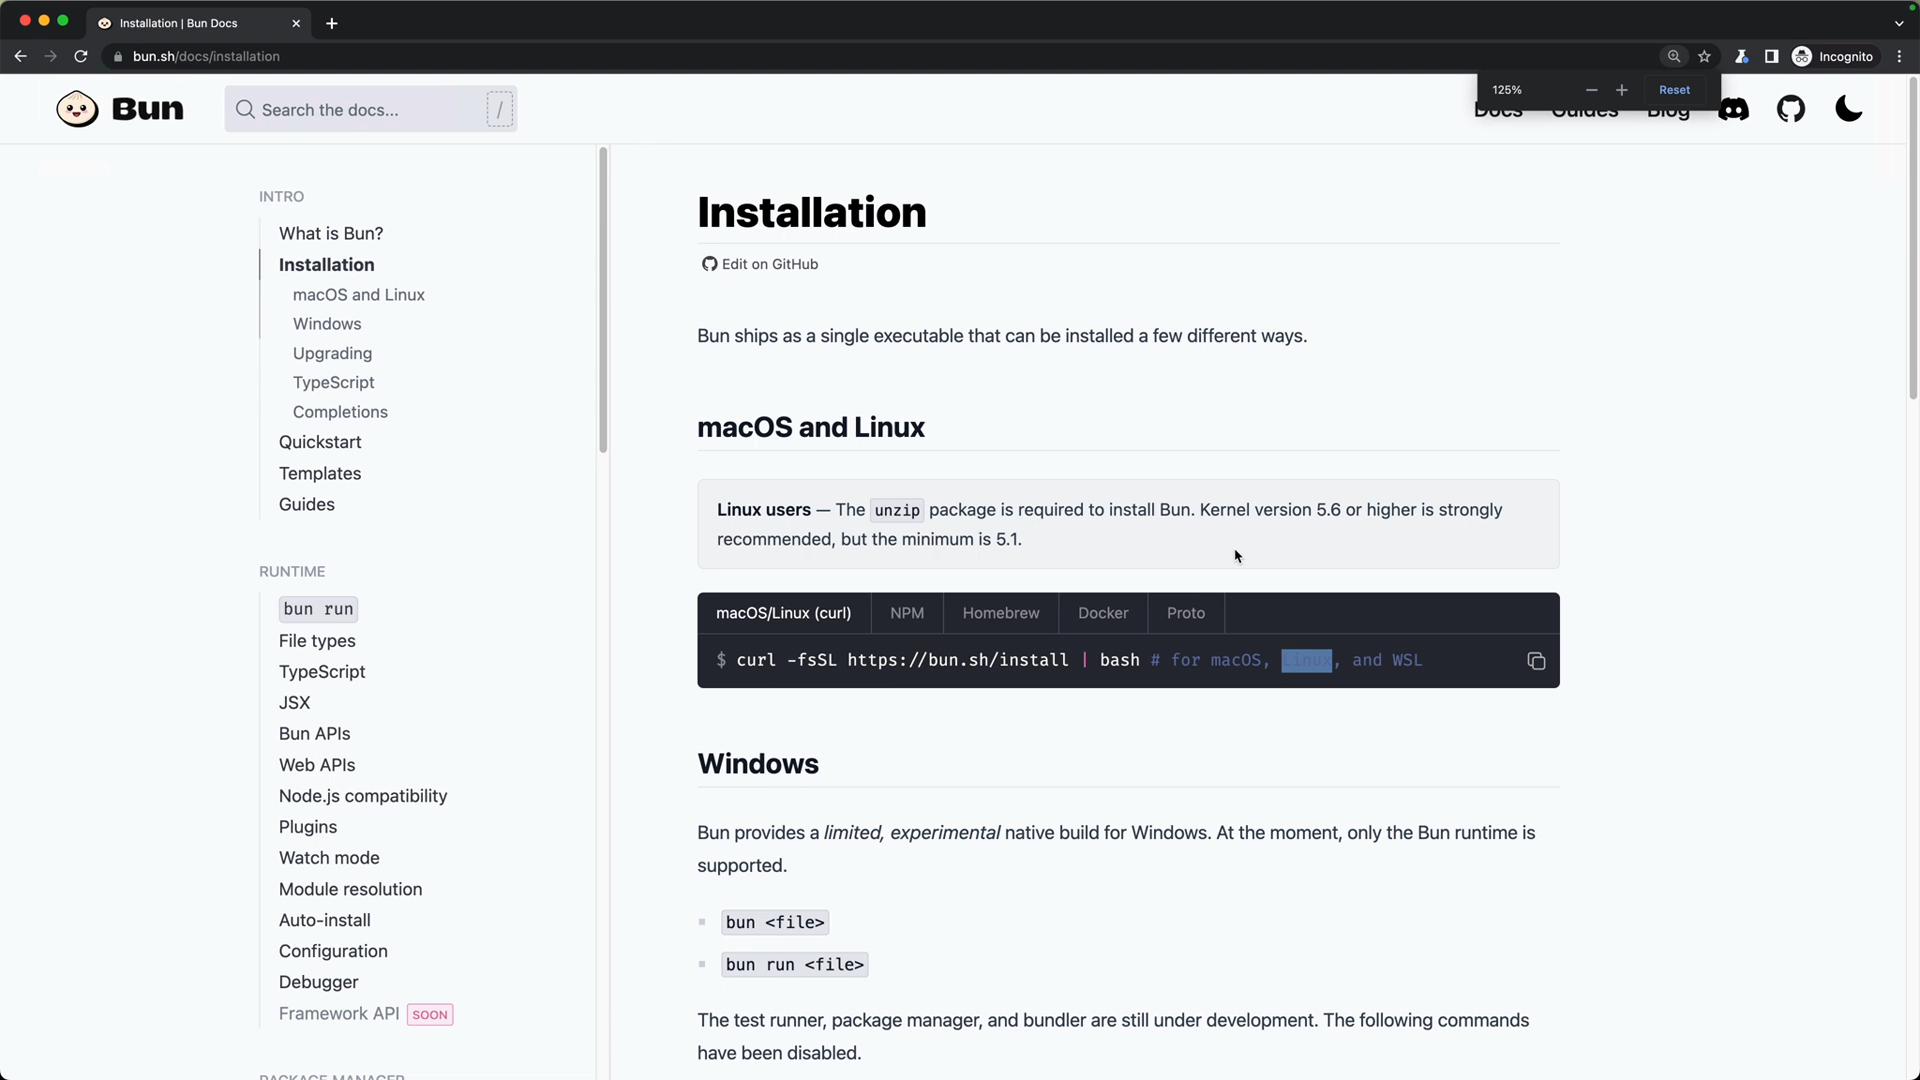 Installation | Bun Docs
bun.sh/docs/installation
Incognito
125%
Reset
Bun
Search the docs...
/
Docs
Guides
Blog
INTRO
What is Bun?
Installation
macOS and Linux
Windows
Upgrading
TypeScript
Completions
Quickstart
Templates
Guides
RUNTIME
bun run
File types
TypeScript
JSX
Bun APIs
Web APIs
Node.js compatibility
Plugins
Watch mode
Module resolution
Auto-install
Configuration
Debugger
Framework API SOON
PACKAGE MANAGER
Installation
Edit on GitHub
Bun ships as a single executable that can be installed a few different ways.
macOS and Linux
Linux users — The unzip package is required to install Bun. Kernel version 5.6 or higher is strongly
recommended, but the minimum is 5.1.
macOS/Linux (curl) NPM Homebrew Docker Proto
$ curl -fsSL https://bun.sh/install | bash # for macOS, Linux, and WSL
Windows
Bun provides a limited, experimental native build for Windows. At the moment, only the Bun runtime is
supported.
bun <file>
bun run <file>
The test runner, package manager, and bundler are still under development. The following commands
have been disabled.